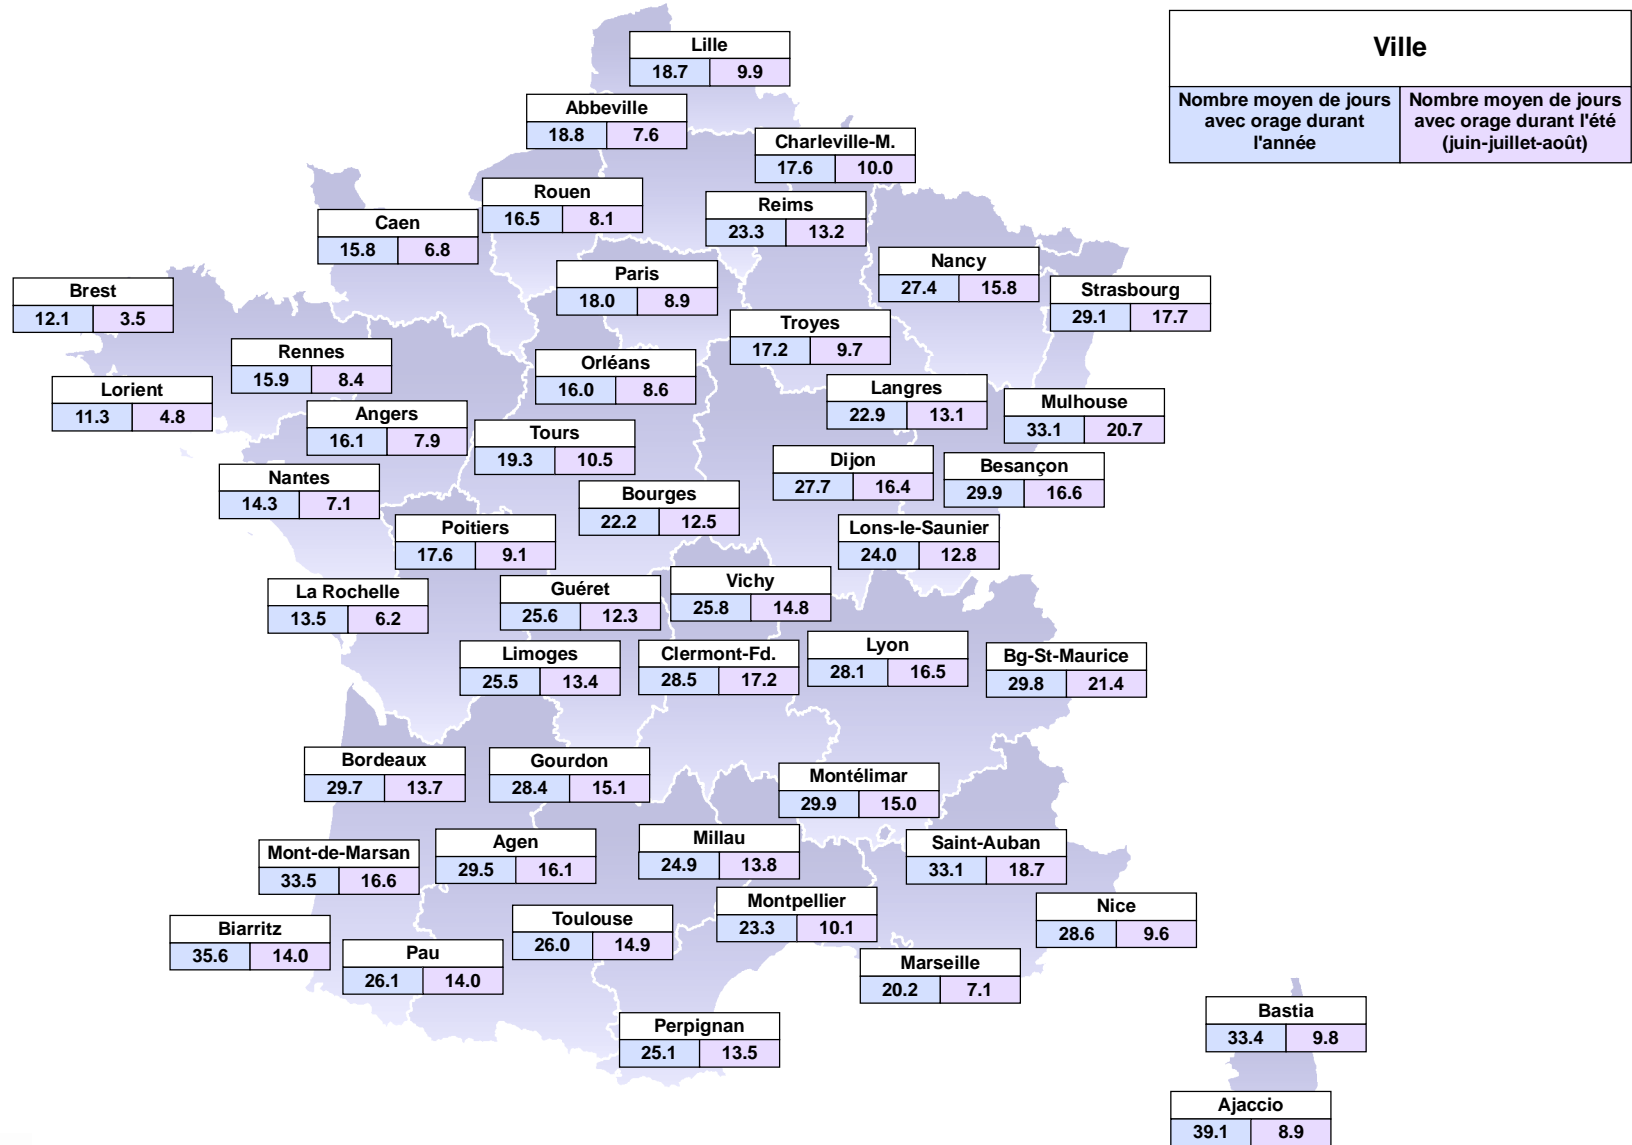 Ville
Nombre moyen de jours
avec orage durant
l'année
Nombre moyen de jours
avec orage durant l'été
(juin-juillet-août)
Lille
18.7 9.9
Abbeville
18.8 7.6
Charleville-M.
17.6 10.0
Rouen
16.5 8.1
Reims
23.3 13.2
Caen
15.8 6.8
Nancy
27.4 15.8
Paris
18.0 8.9
Strasbourg
29.1 17.7
Brest
12.1 3.5
Troyes
17.2 9.7
Rennes
15.9 8.4
Orléans
16.0 8.6
Lorient
11.3 4.8
Langres
22.9 13.1
Mulhouse
33.1 20.7
Angers
16.1 7.9
Tours
19.3 10.5
Dijon
27.7 16.4
Besançon
29.9 16.6
Nantes
14.3 7.1
Bourges
22.2 12.5
Poitiers
17.6 9.1
Lons-le-Saunier
24.0 12.8
La Rochelle
13.5 6.2
Guéret
25.6 12.3
Vichy
25.8 14.8
Limoges
25.5 13.4
Clermont-Fd.
28.5 17.2
Lyon
28.1 16.5
Bg-St-Maurice
29.8 21.4
Bordeaux
29.7 13.7
Gourdon
28.4 15.1
Montélimar
29.9 15.0
Mont-de-Marsan
33.5 16.6
Agen
29.5 16.1
Millau
24.9 13.8
Saint-Auban
33.1 18.7
Montpellier
23.3 10.1
Nice
28.6 9.6
Biarritz
35.6 14.0
Toulouse
26.0 14.9
Pau
26.1 14.0
Marseille
20.2 7.1
Perpignan
25.1 13.5
Bastia
33.4 9.8
Ajaccio
39.1 8.9